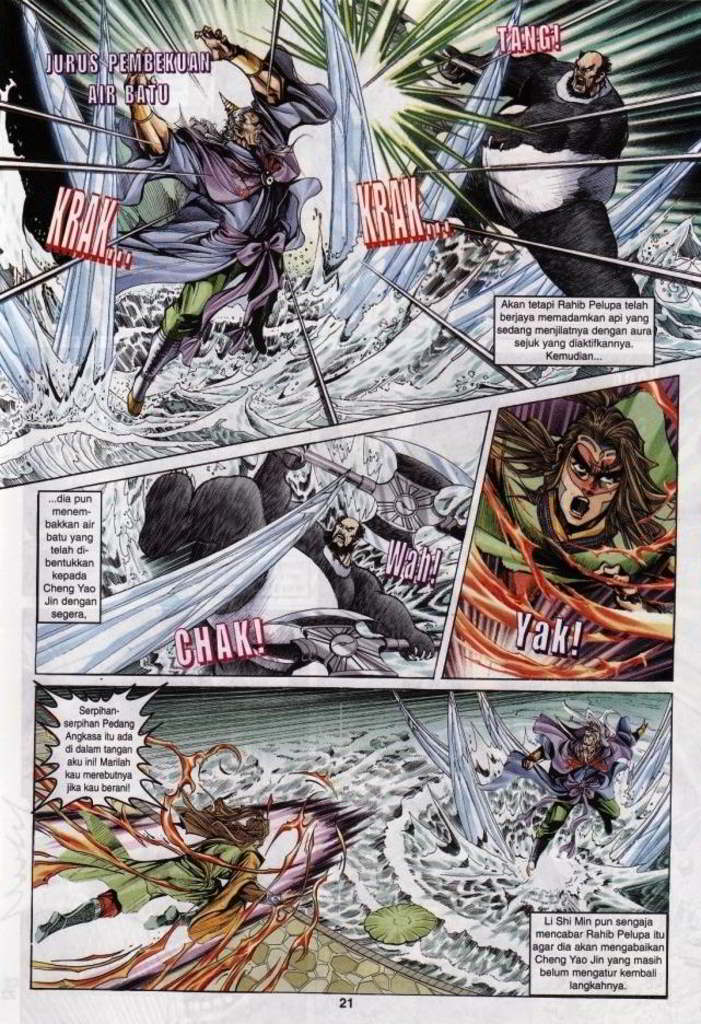 JURUS PEMBEKUAN
AIR BATU
TANG!
KRAK...
KRAK...
Akan tetapi Rahib Pelupa telah
berjaya memadamkan api yang
sedang menjilatnya dengan aura
sejuk yang diaktifkannya.
Kemudian...
...dia pun
menem-
bakkan air
batu yang
telah di-
bentukkan
kepada
Cheng Yao
Jin dengan
segera,
Wah!
CHAK!
Yak!
Serpihan-
serpihan Pedang
Angkasa itu ada
di dalam tangan
aku ini! Marilah
kau merebutnya
jika kau berani!
Li Shi Min pun sengaja
mencabar Rahib Pelupa itu
agar dia akan mengabaikan
Cheng Yao Jin yang masih
belum mengatur kembali
langkahnya.
21